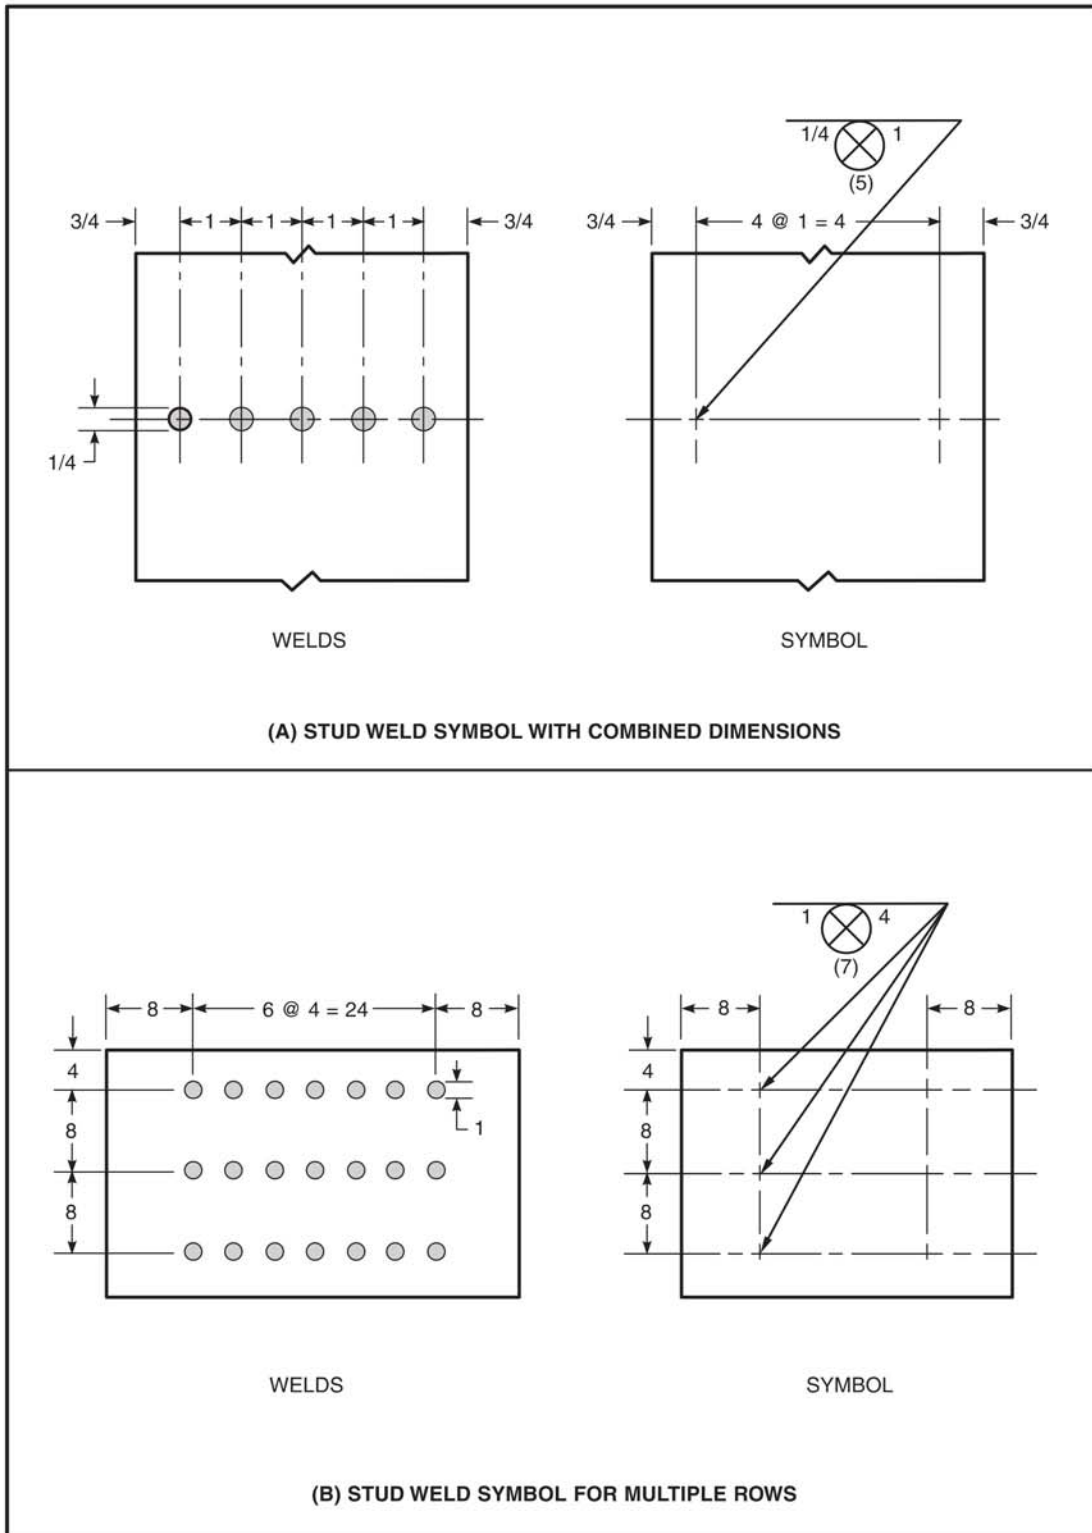 1/4 1
(5)
3/4 1 1 1 1 3/4 3/4 4 @ 1 = 4 3/4
1/4
WELDS SYMBOL
(A) STUD WELD SYMBOL WITH COMBINED DIMENSIONS
1 4
(7)
8 6 @ 4 = 24 8 8 8
4 4
8 1 8
8 8
WELDS SYMBOL
(B) STUD WELD SYMBOL FOR MULTIPLE ROWS